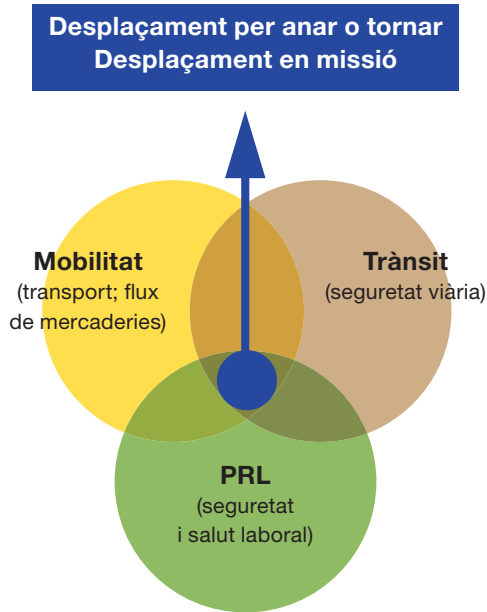 Desplaçament per anar o tornar
Desplaçament en missió
Mobilitat
(transport; flux
de mercaderies)
Trànsit
(seguretat viària)
PRL
(seguretat
i salut laboral)